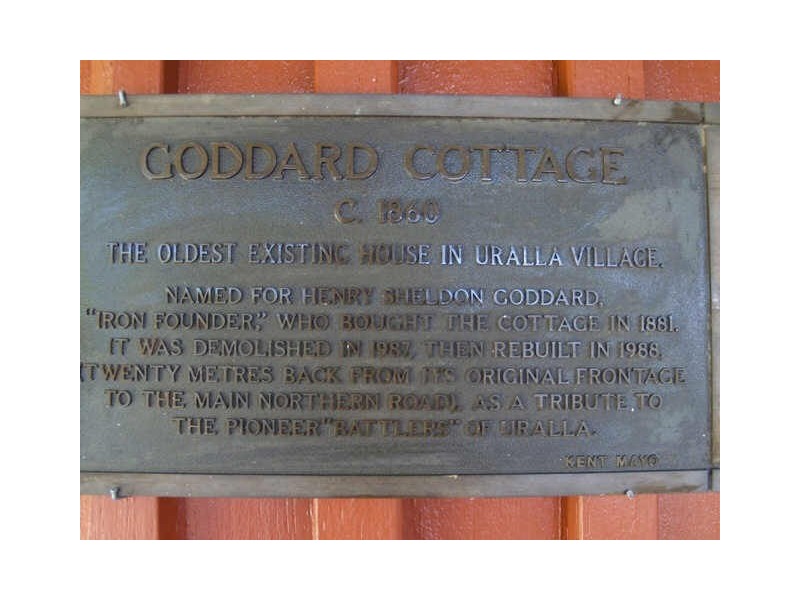 GODDARD COTTAGE
C. 1860
THE OLDEST EXISTING HOUSE IN URALLA VILLAGE.
NAMED FOR HENRY SHELDON GODDARD,
"IRON FOUNDER," WHO BOUGHT THE COTTAGE IN 1881.
IT WAS DEMOLISHED IN 1987, THEN REBUILT IN 1988,
(TWENTY METRES BACK FROM ITS ORIGINAL FRONTAGE
TO THE MAIN NORTHERN ROAD), AS A TRIBUTE TO
THE PIONEER "BATTLERS" OF URALLA.
KENT MAYO